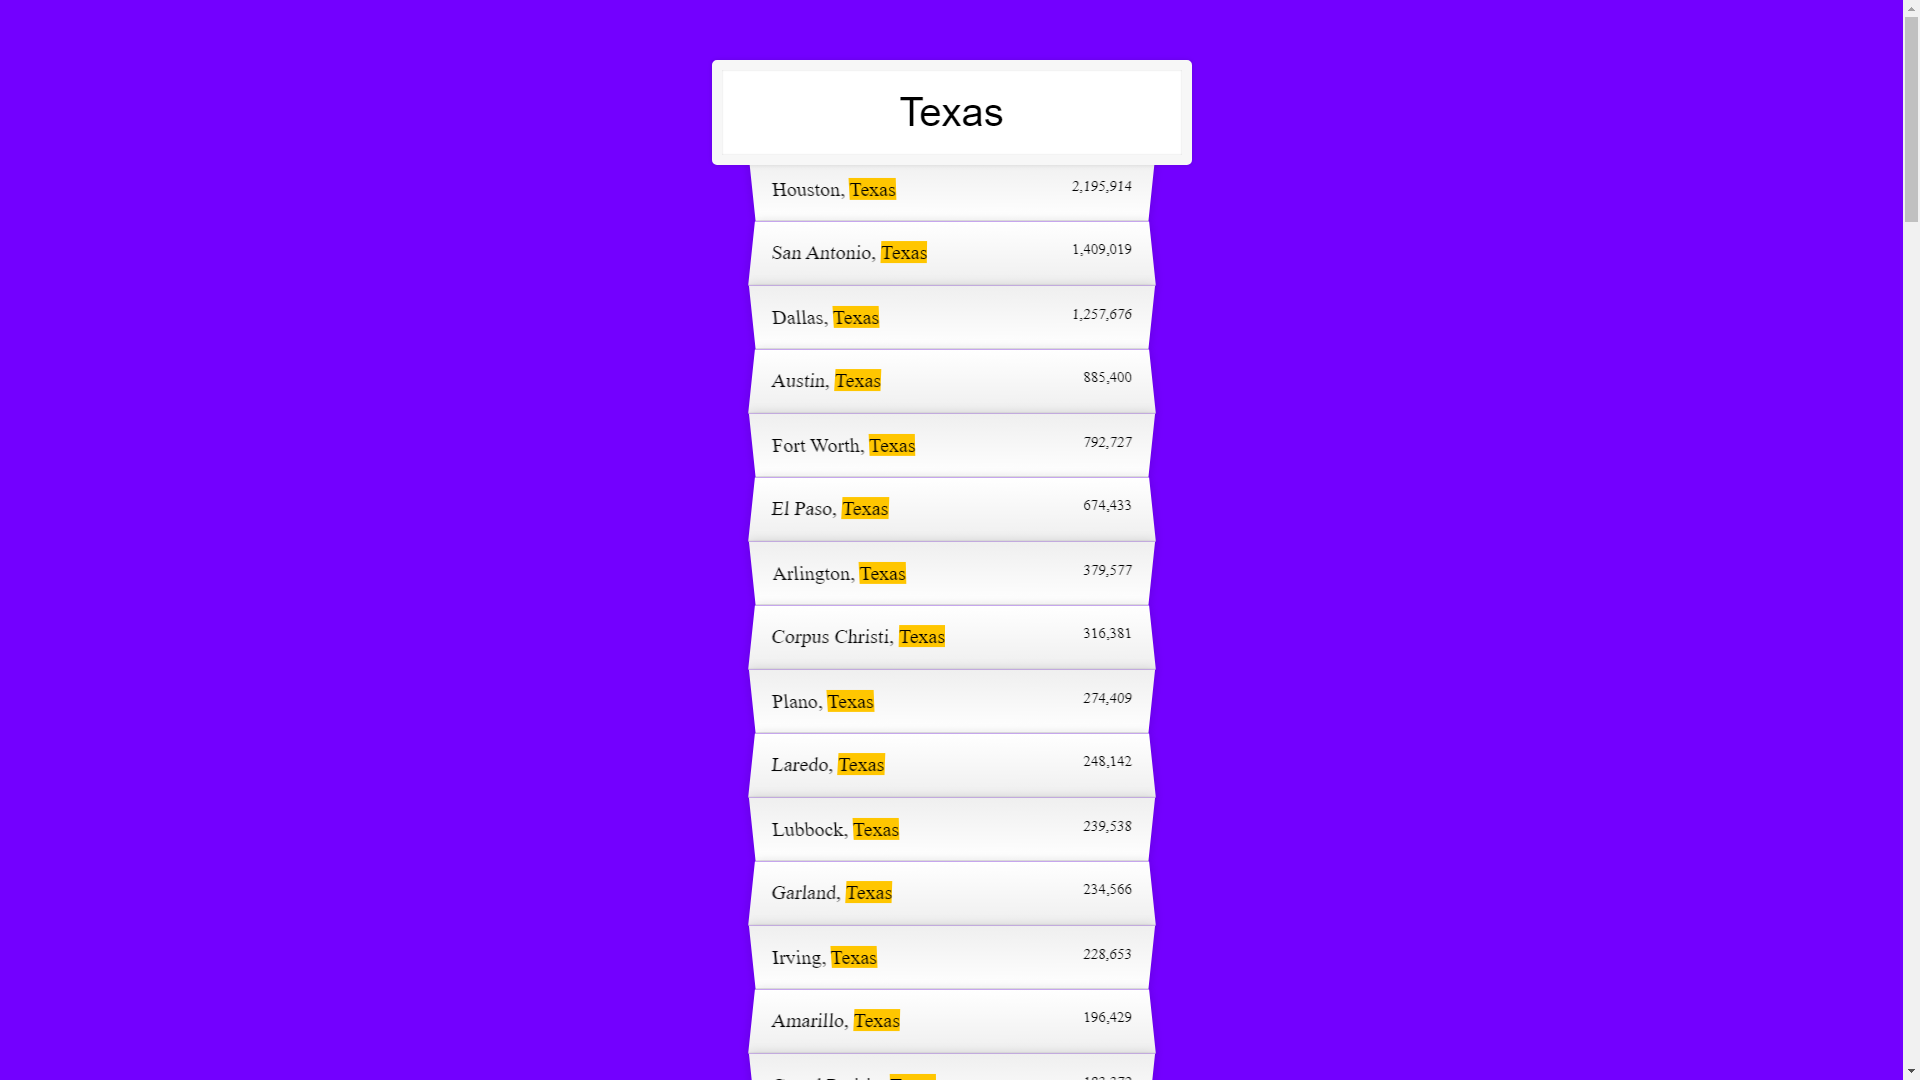 Texas
Houston, Texas 2,195,914
San Antonio, Texas 1,409,019
Dallas, Texas 1,257,676
Austin, Texas 885,400
Fort Worth, Texas 792,727
El Paso, Texas 674,433
Arlington, Texas 379,577
Corpus Christi, Texas 316,381
Plano, Texas 274,409
Laredo, Texas 248,142
Lubbock, Texas 239,538
Garland, Texas 234,566
Irving, Texas 228,653
Amarillo, Texas 196,429